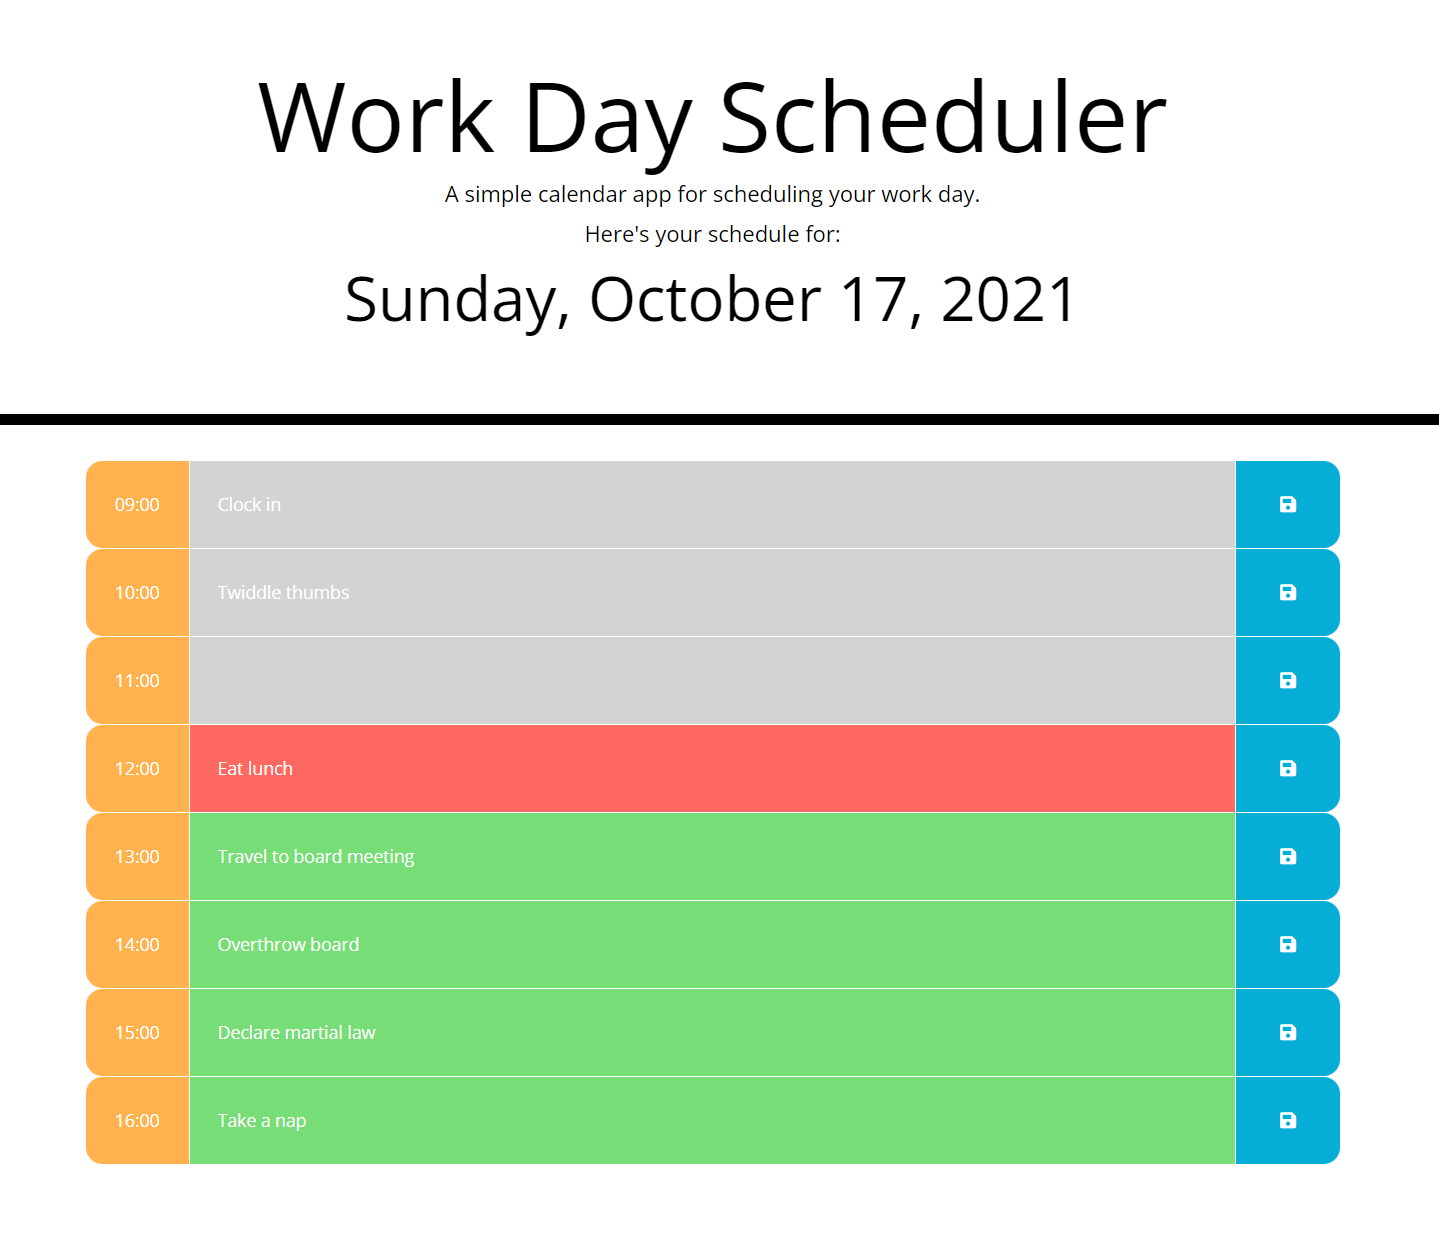 Work Day Scheduler
A simple calendar app for scheduling your work day.
Here's your schedule for:
Sunday, October 17, 2021
09:00 Clock in
10:00 Twiddle thumbs
11:00
12:00 Eat lunch
13:00 Travel to board meeting
14:00 Overthrow board
15:00 Declare martial law
16:00 Take a nap